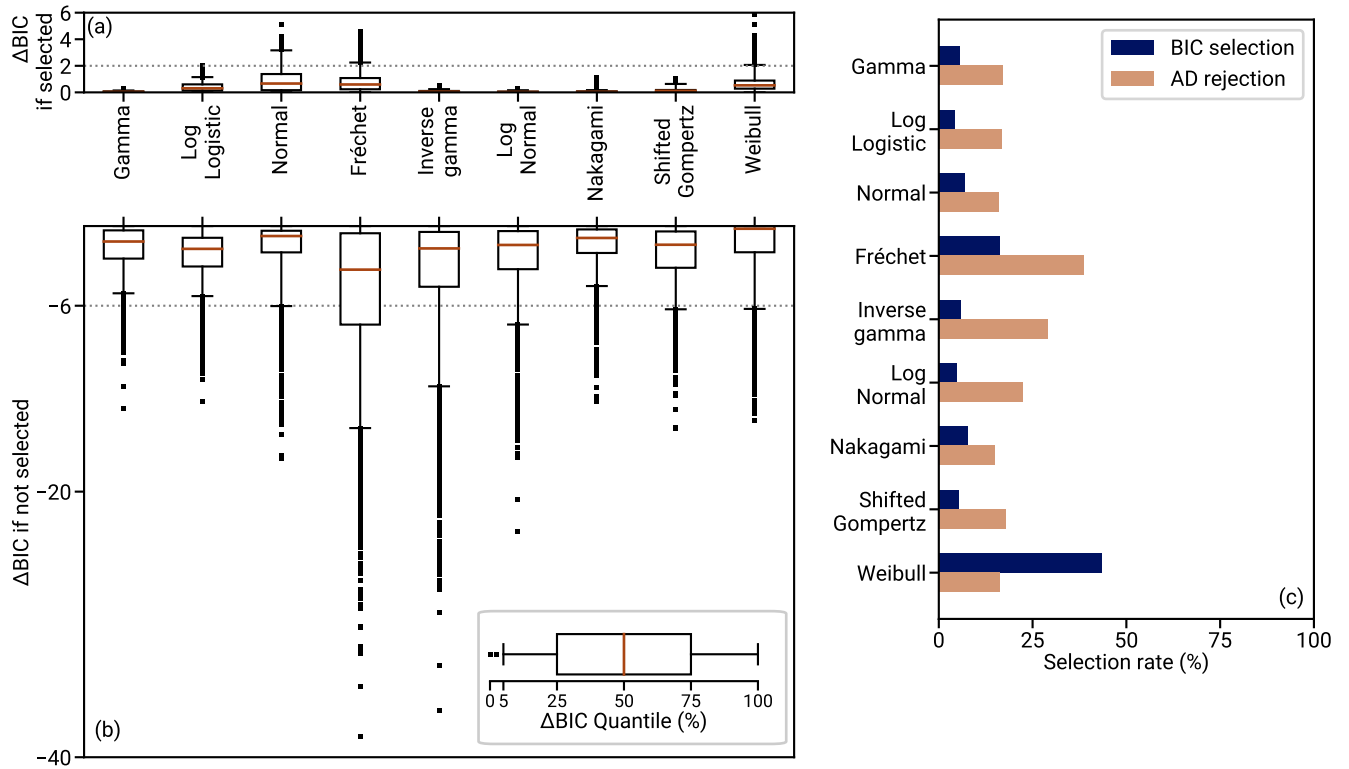 (a)
ΔBIC
if selected
6
4
2
0
Gamma
Log
Logistic
Normal
Fréchet
Inverse
gamma
Log
Normal
Nakagami
Shifted
Gompertz
Weibull
(b)
ΔBIC if not selected
−6
−20
−40
0 5 25 50 75 100
ΔBIC Quantile (%)
BIC selection
AD rejection
Gamma
Log
Logistic
Normal
Fréchet
Inverse
gamma
Log
Normal
Nakagami
Shifted
Gompertz
Weibull
(c)
0 25 50 75 100
Selection rate (%)